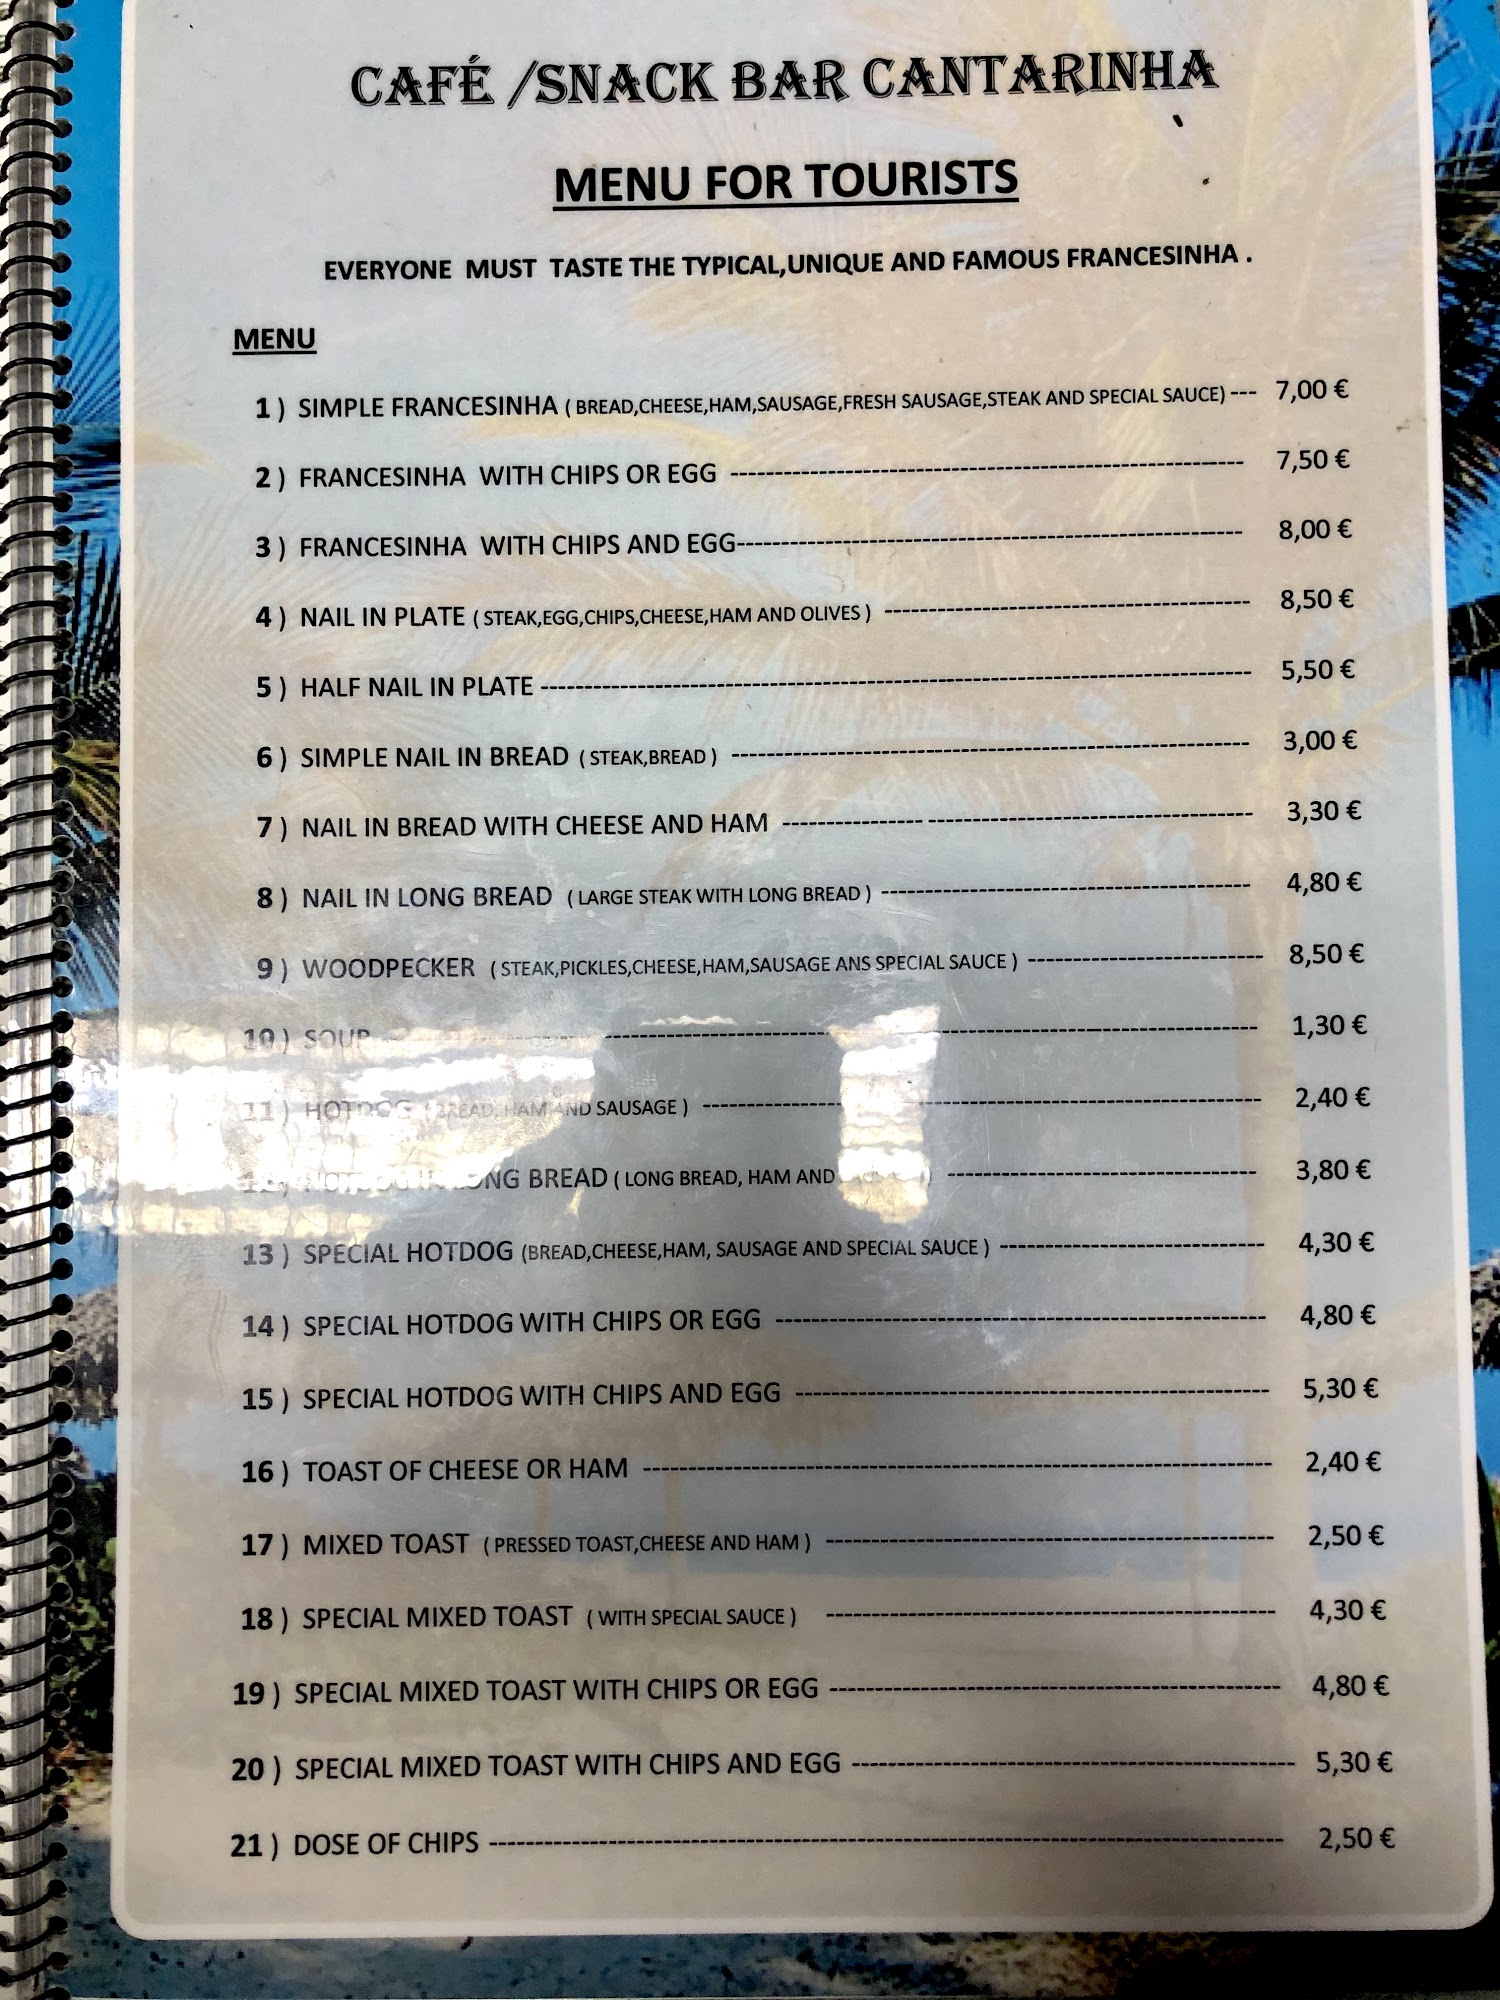 CAFÉ /SNACK BAR CANTARINHA
MENU FOR TOURISTS
EVERYONE MUST TASTE THE TYPICAL,UNIQUE AND FAMOUS FRANCESINHA .
MENU
1 ) SIMPLE FRANCESINHA ( BREAD,CHEESE,HAM,SAUSAGE,FRESH SAUSAGE,STEAK AND SPECIAL SAUCE) --- 7,00 €
2 ) FRANCESINHA WITH CHIPS OR EGG ---------- 7,50 €
3 ) FRANCESINHA WITH CHIPS AND EGG---------- 8,00 €
4 ) NAIL IN PLATE ( STEAK,EGG,CHIPS,CHEESE,HAM AND OLIVES ) ---------- 8,50 €
5 ) HALF NAIL IN PLATE ---------- 5,50 €
6 ) SIMPLE NAIL IN BREAD ( STEAK,BREAD ) ---------- 3,00 €
7 ) NAIL IN BREAD WITH CHEESE AND HAM ---------- 3,30 €
8 ) NAIL IN LONG BREAD ( LARGE STEAK WITH LONG BREAD ) ---------- 4,80 €
9 ) WOODPECKER ( STEAK,PICKLES,CHEESE,HAM,SAUSAGE ANS SPECIAL SAUCE ) ---------- 8,50 €
10 ) SOUP ---------- 1,30 €
11 ) HOTDOG ( BREAD, HAM AND SAUSAGE ) ---------- 2,40 €
BREAD ( LONG BREAD, HAM AND ---------- 3,80 €
13 ) SPECIAL HOTDOG (BREAD,CHEESE,HAM, SAUSAGE AND SPECIAL SAUCE ) ---------- 4,30 €
14 ) SPECIAL HOTDOG WITH CHIPS OR EGG ---------- 4,80 €
15 ) SPECIAL HOTDOG WITH CHIPS AND EGG ---------- 5,30 €
16 ) TOAST OF CHEESE OR HAM ---------- 2,40 €
17 ) MIXED TOAST ( PRESSED TOAST,CHEESE AND HAM ) ---------- 2,50 €
18 ) SPECIAL MIXED TOAST ( WITH SPECIAL SAUCE ) ---------- 4,30 €
19 ) SPECIAL MIXED TOAST WITH CHIPS OR EGG ---------- 4,80 €
20 ) SPECIAL MIXED TOAST WITH CHIPS AND EGG ---------- 5,30 €
21 ) DOSE OF CHIPS ---------- 2,50 €